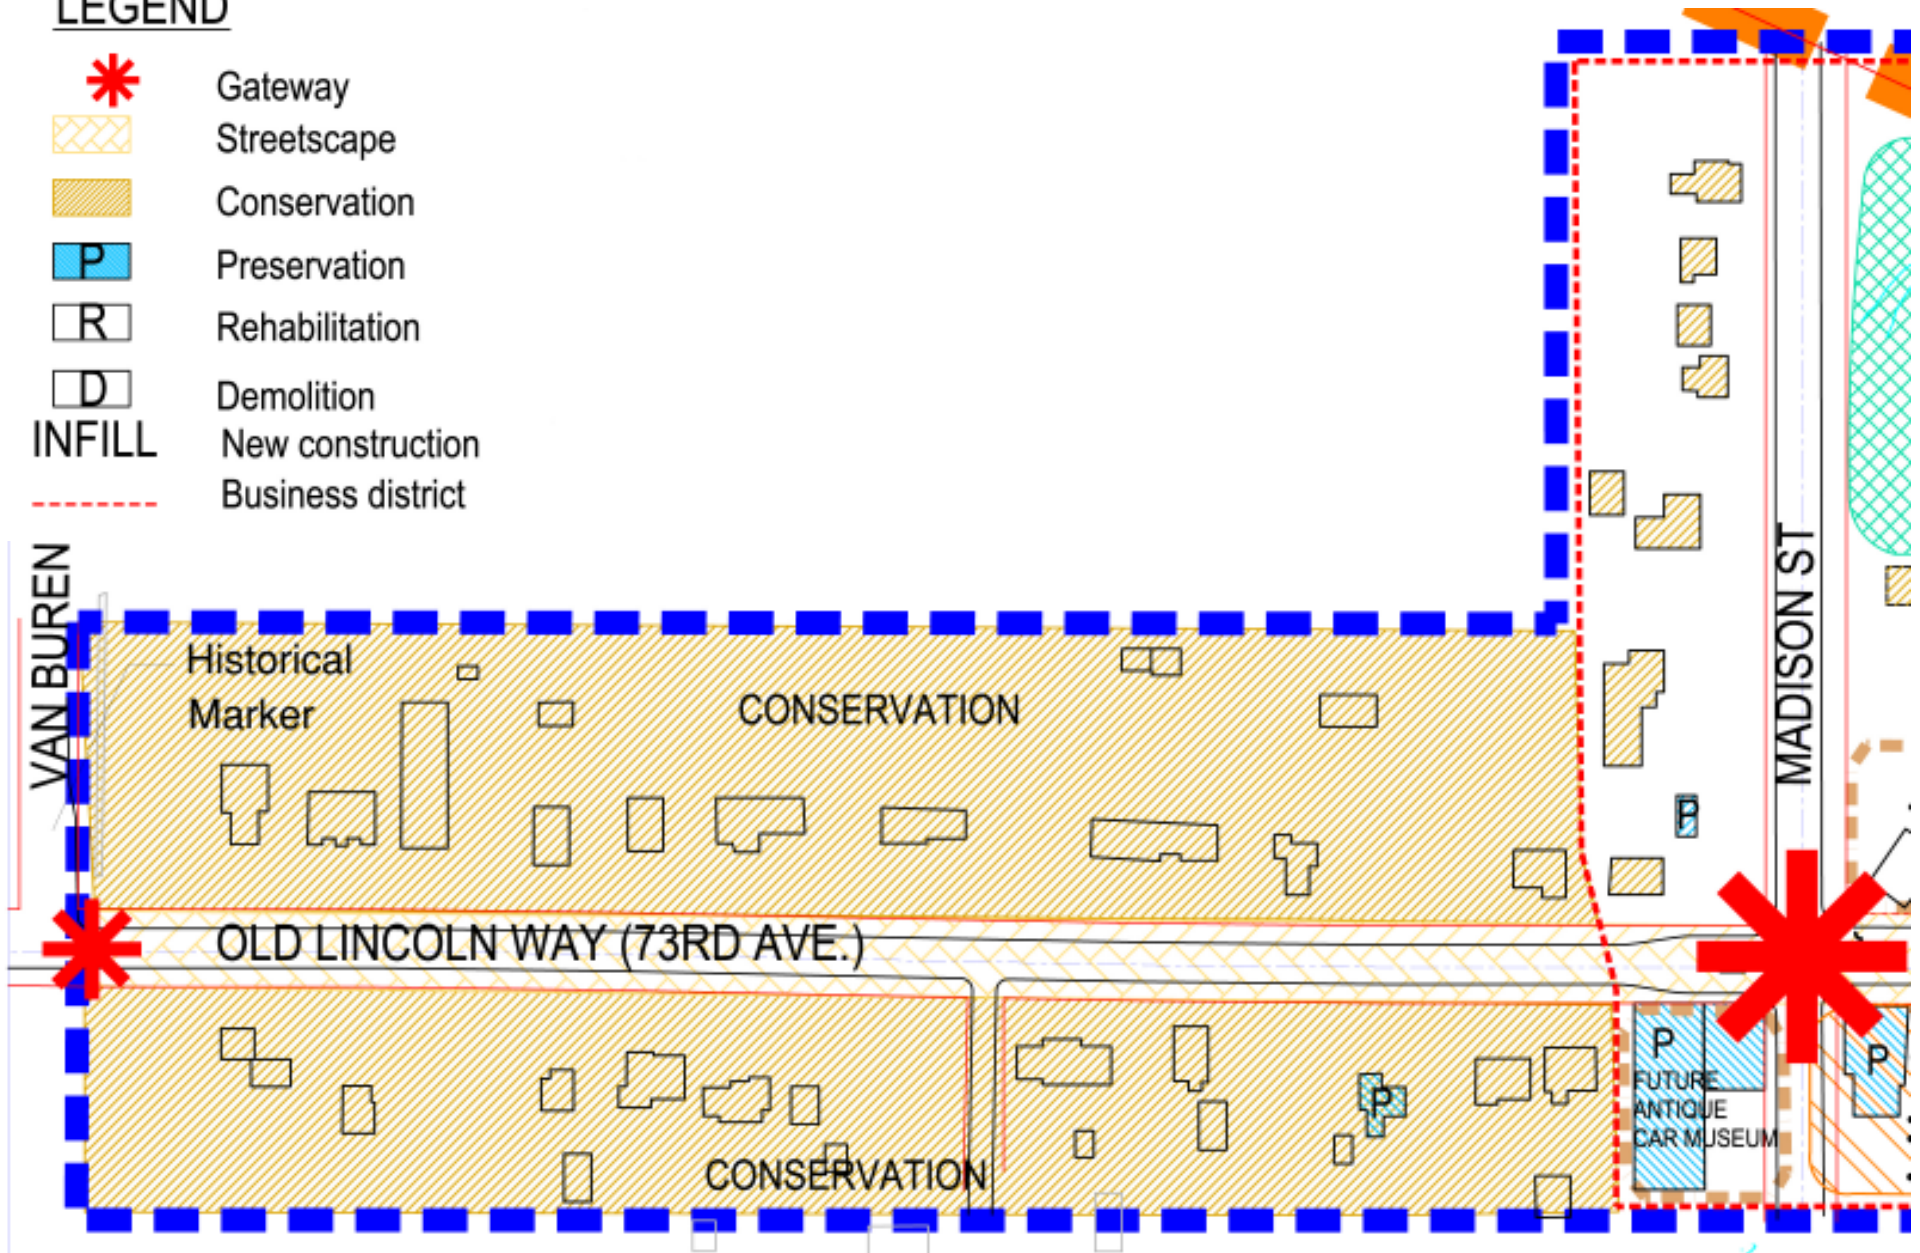 LEGEND
Gateway
Streetscape
Conservation
P Preservation
R Rehabilitation
D Demolition
INFILL New construction
Business district
VAN BUREN
Historical
Marker
CONSERVATION
MADISON ST
P
OLD LINCOLN WAY (73RD AVE.)
P
P
P
FUTURE
ANTIQUE
CAR MUSEUM
CONSERVATION